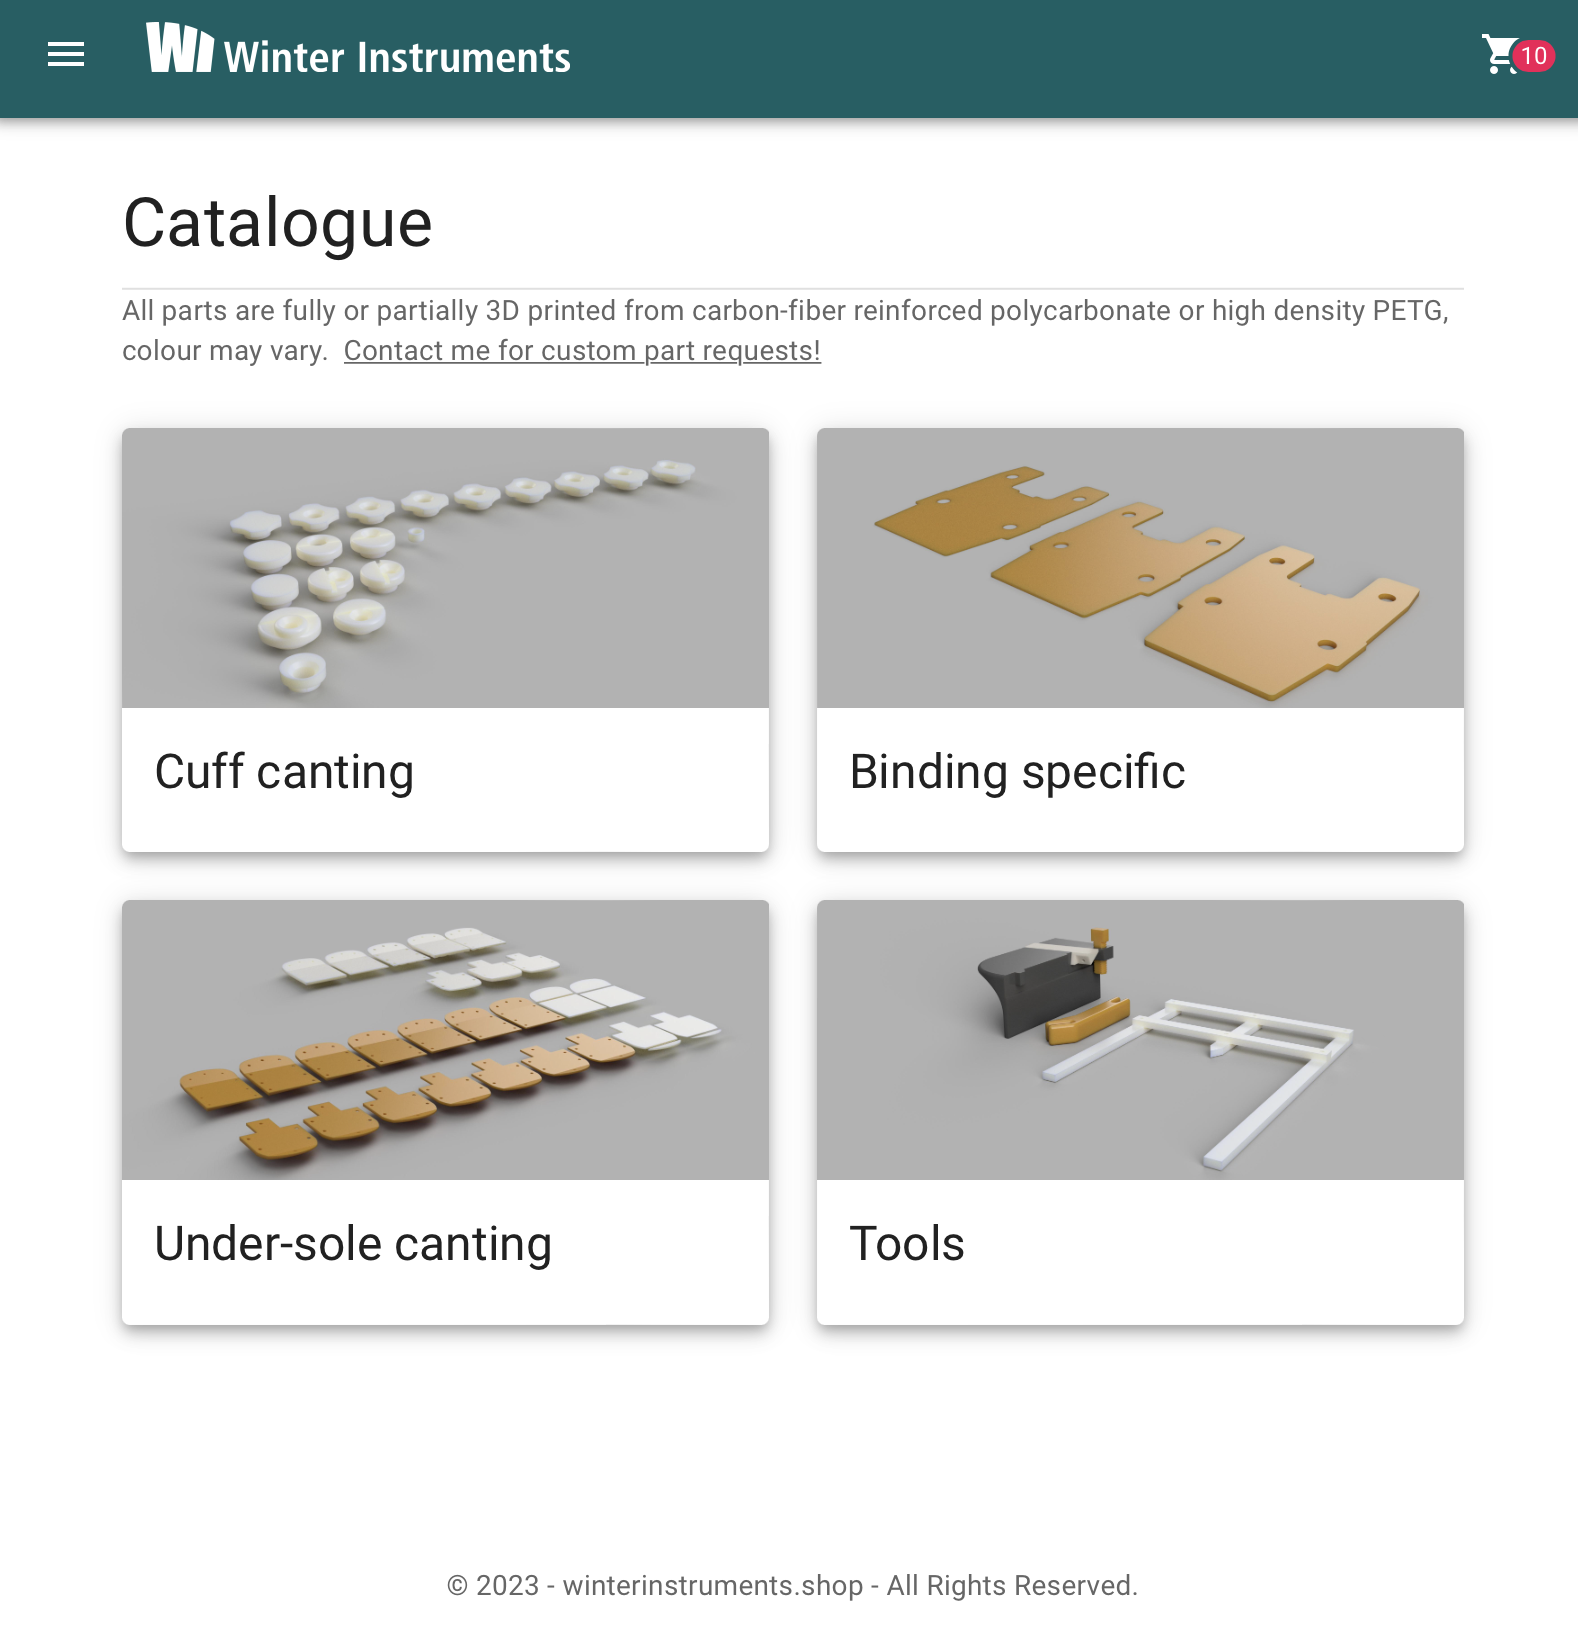 Winter Instruments
10
Catalogue
All parts are fully or partially 3D printed from carbon-fiber reinforced polycarbonate or high density PETG,
colour may vary. Contact me for custom part requests!
Cuff canting
Binding specific
Under-sole canting
Tools
© 2023 - winterinstruments.shop - All Rights Reserved.